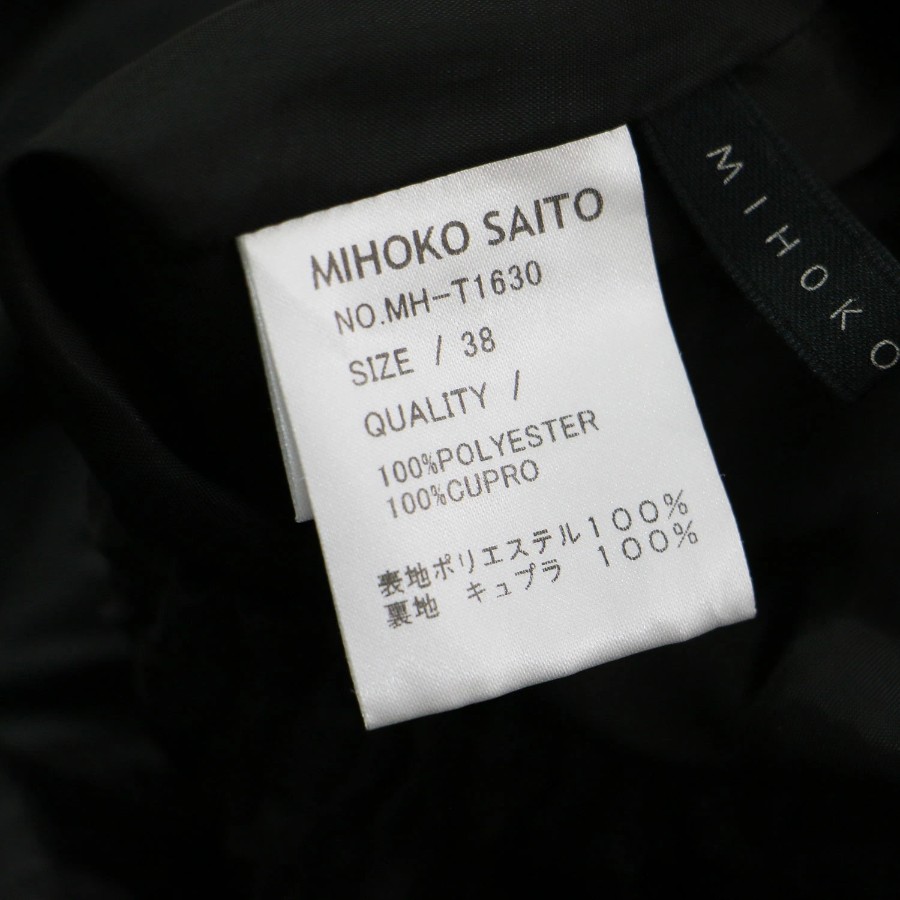 MIHOKO SAITO
NO.MH-T1630
SIZE / 38
QUALITY /
100%POLYESTER
100%CUPRO
表地ポリエステル１００％
裏地　キュプラ　１００％
MIHOKO